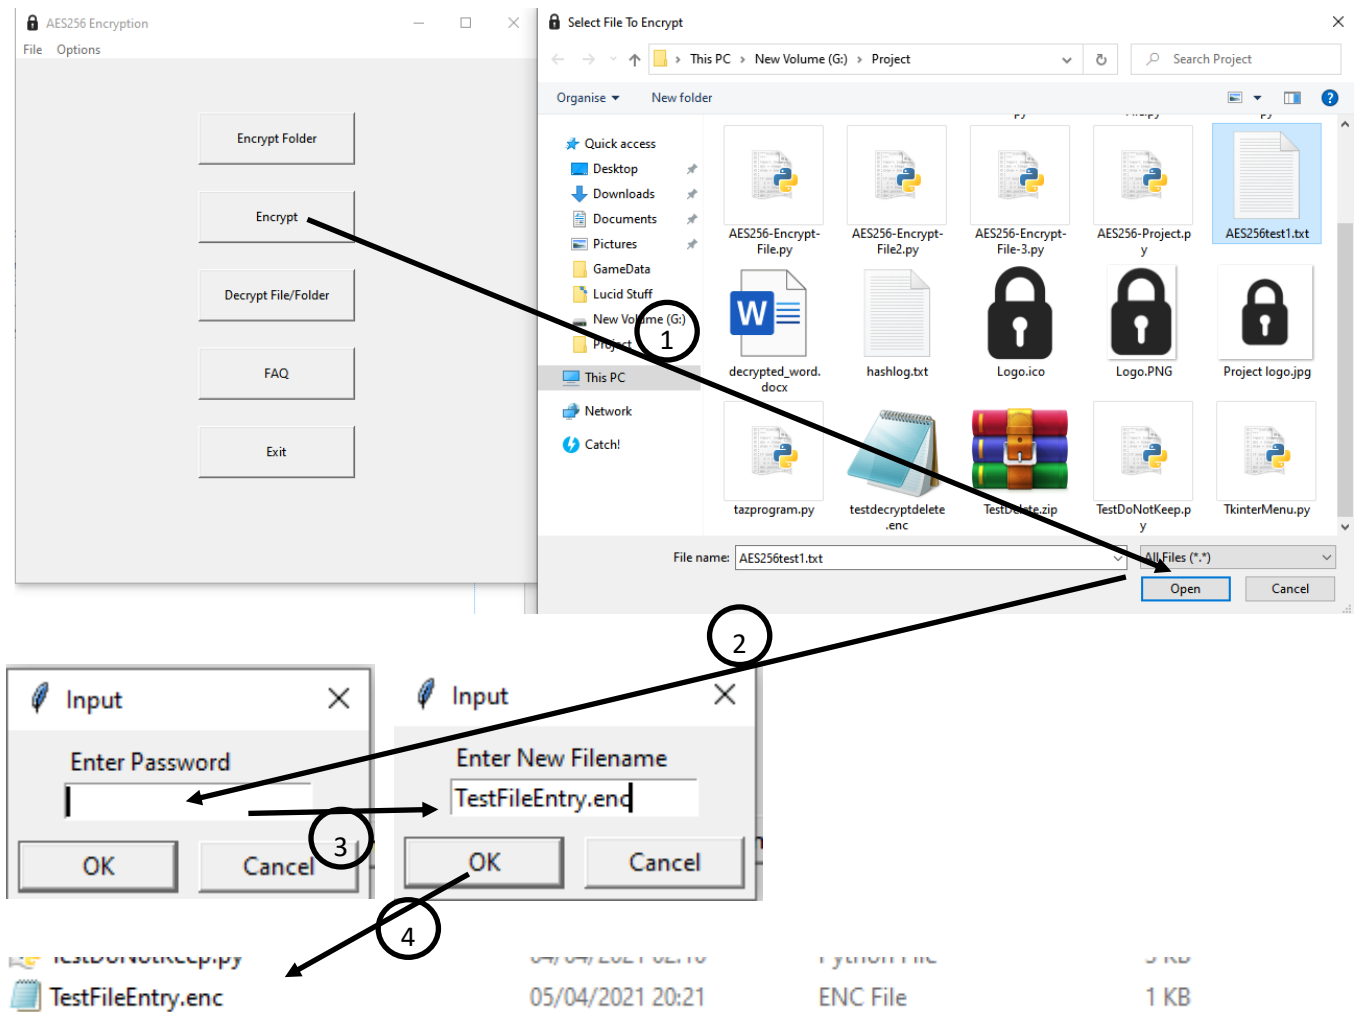 AES256 Encryption
File Options
Encrypt Folder
Encrypt
Decrypt File/Folder
FAQ
Exit
Select File To Encrypt
This PC > New Volume (G:) > Project
Search Project
Organise
New folder
Quick access
Desktop
Downloads
Documents
Pictures
GameData
Lucid Stuff
New Volume (G:)
Project
This PC
Network
Catch!
AES256-Encrypt-
File.py
AES256-Encrypt-
File2.py
AES256-Encrypt-
File-3.py
AES256-Project.p
y
AES256test1.txt
decrypted_word.
docx
hashlog.txt
Logo.ico
Logo.PNG
Project logo.jpg
tazprogram.py
testdecryptdelete
.enc
TestDelete.zip
TestDoNotKeep.p
y
TkinterMenu.py
File name:
AES256test1.txt
All Files (*.*)
Open
Cancel
1
2
Input
Enter Password
OK
Cancel
3
Input
Enter New Filename
TestFileEntry.enc
OK
Cancel
4
TestDoNotKeep.py
TestFileEntry.enc 05/04/2021 20:21 ENC File 1 KB